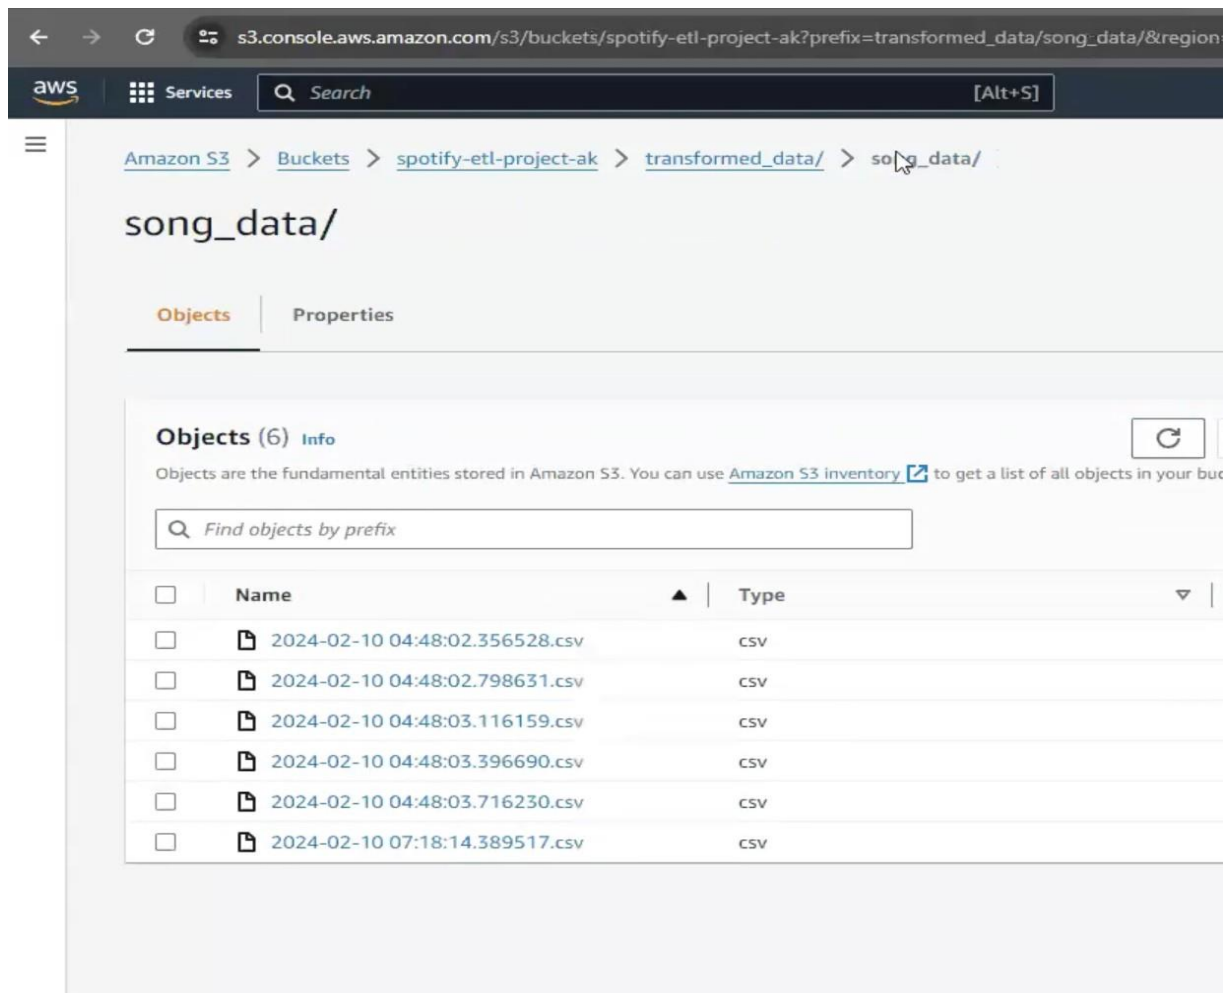 s3.console.aws.amazon.com/s3/buckets/spotify-etl-project-ak?prefix=transformed_data/song_data/&region=
aws Services Search [Alt+S]
Amazon S3 > Buckets > spotify-etl-project-ak > transformed_data/ > song_data/
song_data/
Objects Properties
Objects (6) Info
Objects are the fundamental entities stored in Amazon S3. You can use Amazon S3 inventory to get a list of all objects in your buc
Find objects by prefix
Name Type
2024-02-10 04:48:02.356528.csv csv
2024-02-10 04:48:02.798631.csv csv
2024-02-10 04:48:03.116159.csv csv
2024-02-10 04:48:03.396690.csv csv
2024-02-10 04:48:03.716230.csv csv
2024-02-10 07:18:14.389517.csv csv